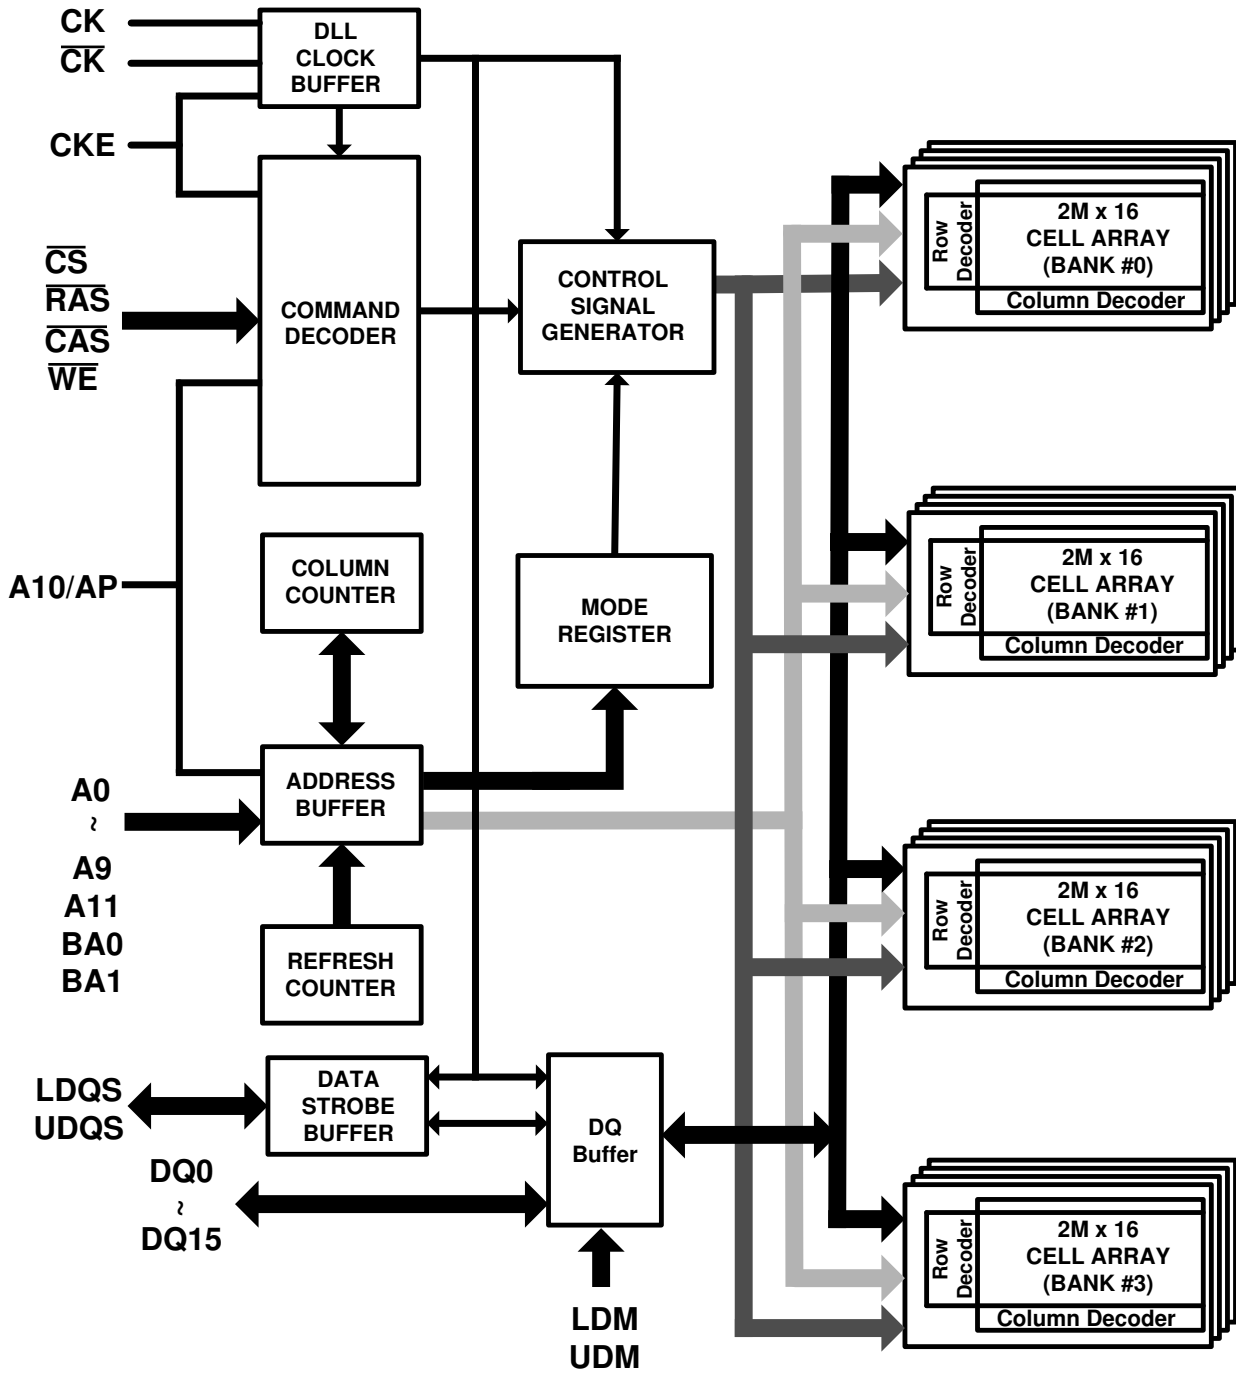 CK
CK
CKE
CS
RAS
CAS
WE
A10/AP
A0
~
A9
A11
BA0
BA1
LDQS
UDQS
DQ0
~
DQ15
DLL
CLOCK
BUFFER
COMMAND
DECODER
COLUMN
COUNTER
ADDRESS
BUFFER
REFRESH
COUNTER
DATA
STROBE
BUFFER
CONTROL
SIGNAL
GENERATOR
MODE
REGISTER
DQ
Buffer
LDM
UDM
Row
Decoder
2M x 16
CELL ARRAY
(BANK #0)
Column Decoder
Row
Decoder
2M x 16
CELL ARRAY
(BANK #1)
Column Decoder
Row
Decoder
2M x 16
CELL ARRAY
(BANK #2)
Column Decoder
Row
Decoder
2M x 16
CELL ARRAY
(BANK #3)
Column Decoder